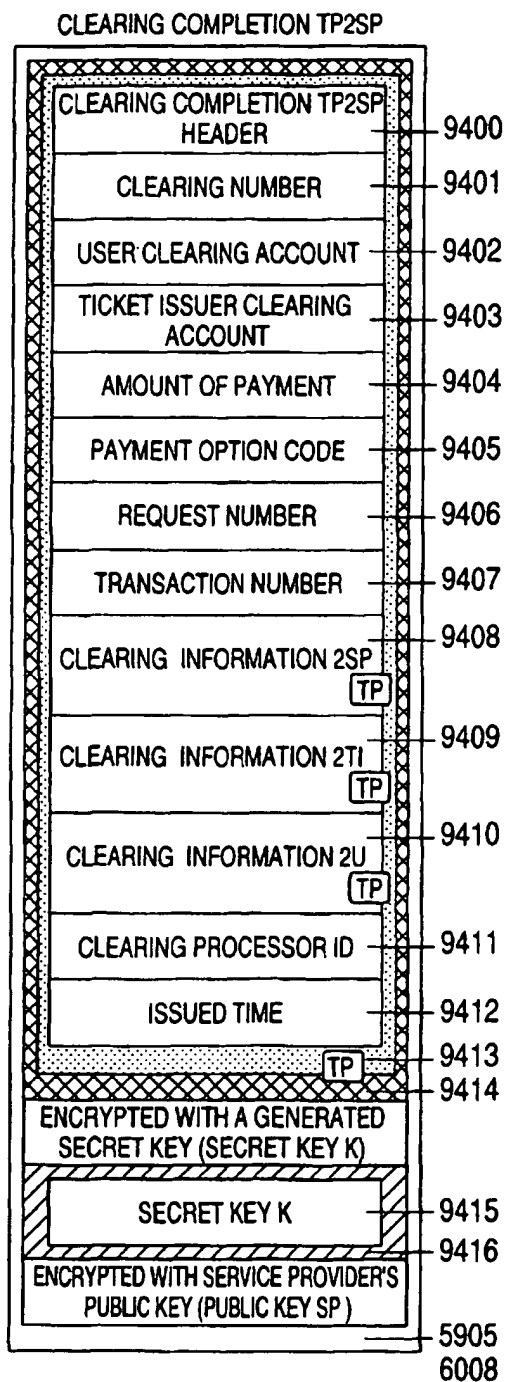 CLEARING COMPLETION TP2SP
CLEARING COMPLETION TP2SP
HEADER
9400
CLEARING NUMBER
9401
USER CLEARING ACCOUNT
9402
TICKET ISSUER CLEARING
ACCOUNT
9403
AMOUNT OF PAYMENT
9404
PAYMENT OPTION CODE
9405
REQUEST NUMBER
9406
TRANSACTION NUMBER
9407
9408
CLEARING INFORMATION 2SP
TP
9409
CLEARING INFORMATION 2TI
TP
9410
CLEARING INFORMATION 2U
TP
CLEARING PROCESSOR ID
9411
ISSUED TIME
9412
TP
9413
9414
ENCRYPTED WITH A GENERATED
SECRET KEY (SECRET KEY K)
SECRET KEY K
9415
9416
ENCRYPTED WITH SERVICE PROVIDER'S
PUBLIC KEY (PUBLIC KEY SP )
5905
6008